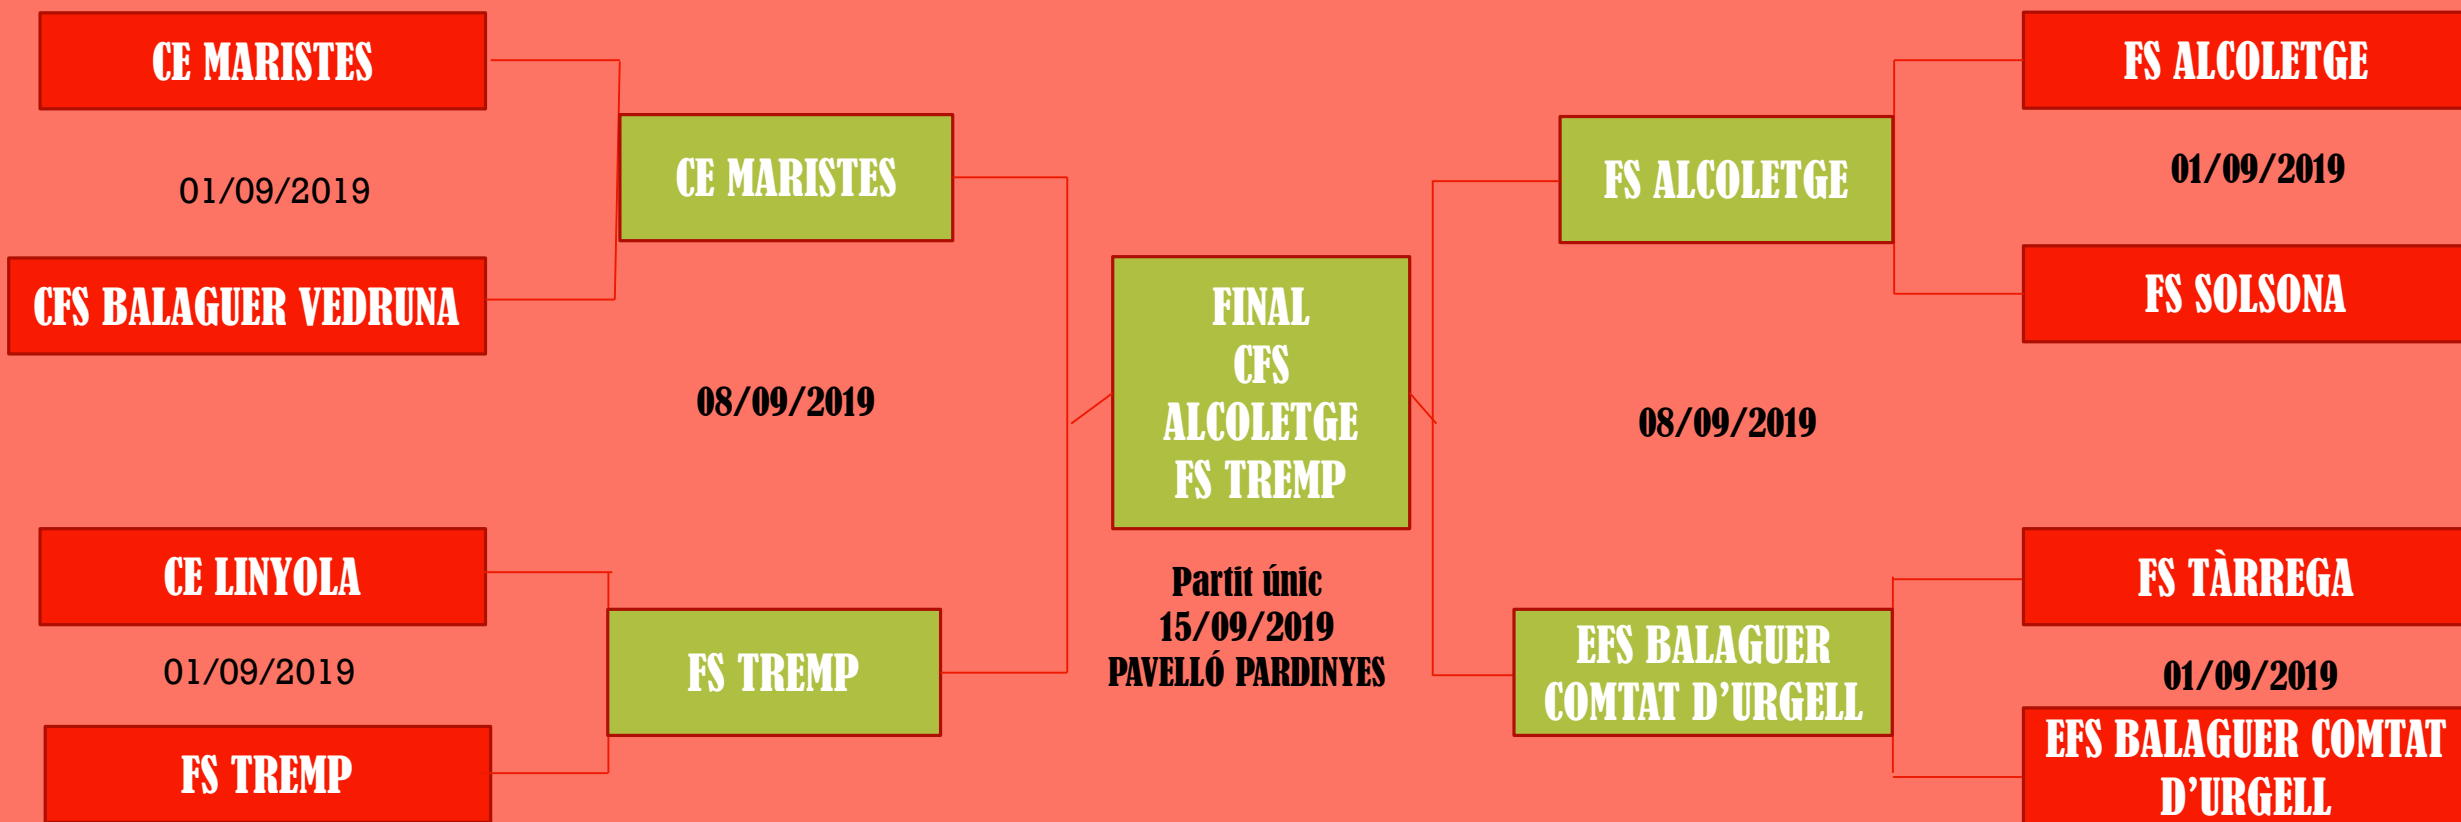 CE MARISTES
01/09/2019
CFS BALAGUER VEDRUNA
CE MARISTES
08/09/2019
CE LINYOLA
01/09/2019
FS TREMP
FS TREMP
FINAL
CFS
ALCOLETGE
FS TREMP
Partit únic
15/09/2019
PAVELLÓ PARDINYES
FS ALCOLETGE
08/09/2019
EFS BALAGUER
COMTAT D'URGELL
FS ALCOLETGE
01/09/2019
FS SOLSONA
FS TÀRREGA
01/09/2019
EFS BALAGUER COMTAT
D'URGELL